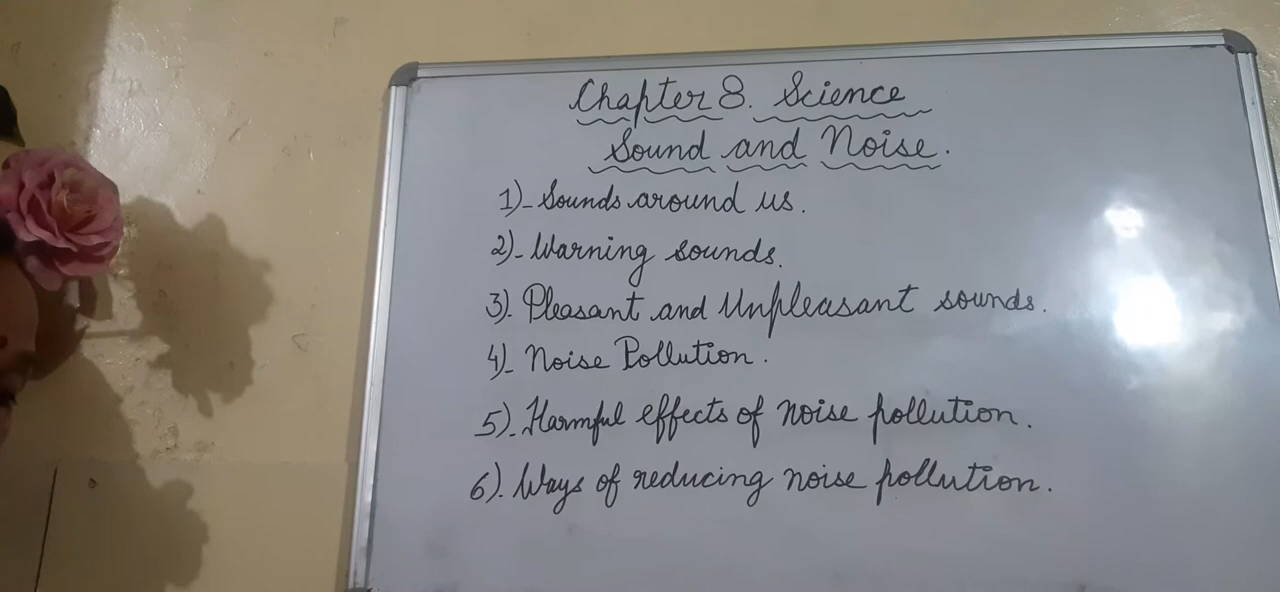 Chapter 8. Science
Sound and Noise.
1)- Sounds around us.
2)- Warning sounds.
3). Pleasant and Unpleasant sounds.
4)- Noise Pollution.
5)- Harmful effects of noise pollution.
6). Ways of reducing noise pollution.